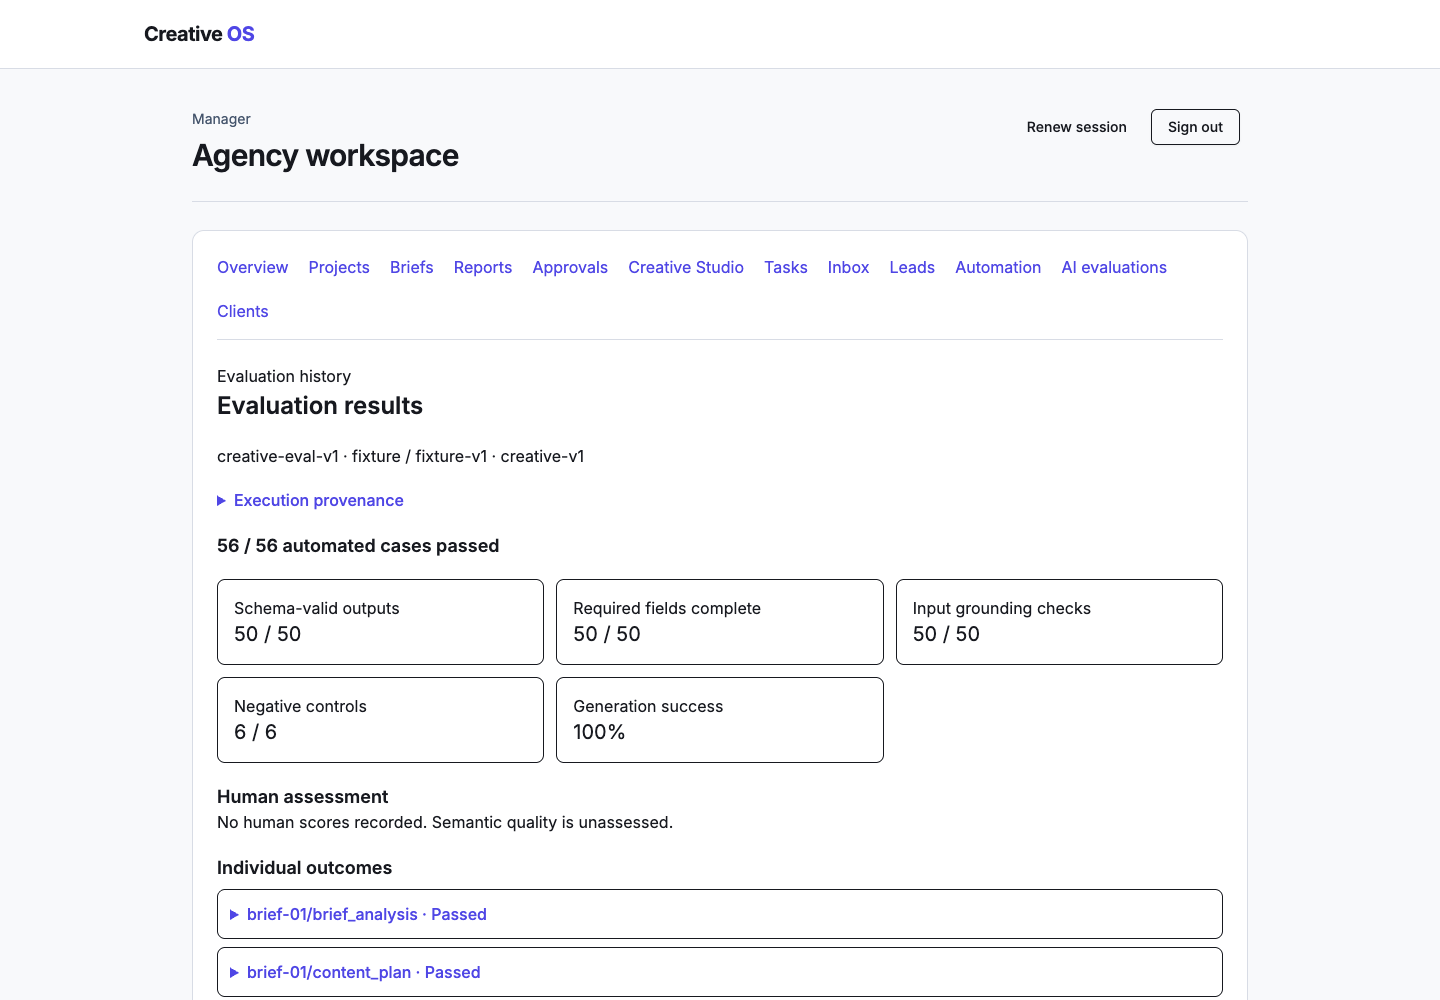 Creative OS
Manager
Agency workspace
Renew session
Sign out
Overview Projects Briefs Reports Approvals Creative Studio Tasks Inbox Leads Automation AI evaluations
Clients
Evaluation history
Evaluation results
creative-eval-v1 · fixture / fixture-v1 · creative-v1
Execution provenance
56 / 56 automated cases passed
Schema-valid outputs
50 / 50
Required fields complete
50 / 50
Input grounding checks
50 / 50
Negative controls
6 / 6
Generation success
100%
Human assessment
No human scores recorded. Semantic quality is unassessed.
Individual outcomes
brief-01/brief_analysis · Passed
brief-01/content_plan · Passed